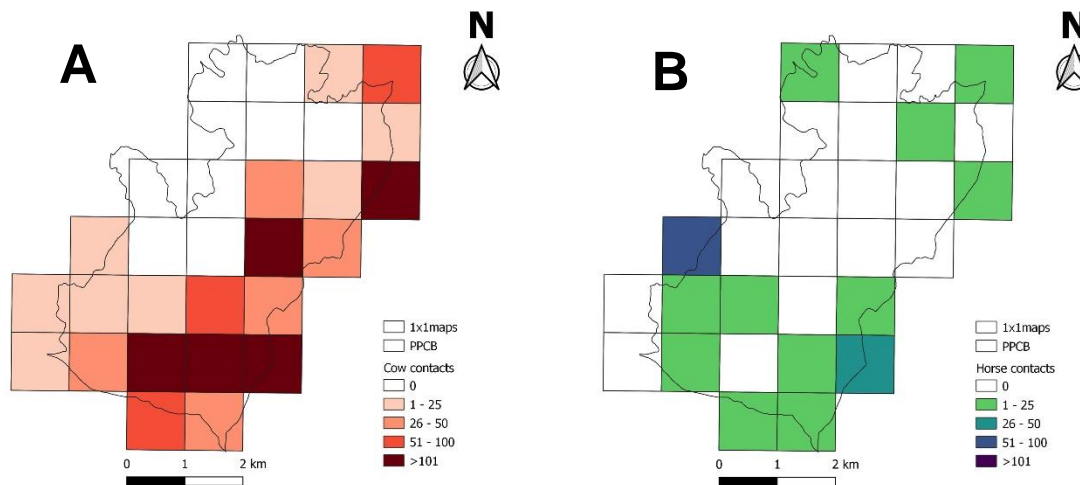 A
N
1x1maps
PPCB
Cow contacts
0
1 - 25
26 - 50
51 - 100
>101
0 1 2 km
B
N
1x1maps
PPCB
Horse contacts
0
1 - 25
26 - 50
51 - 100
>101
0 1 2 km